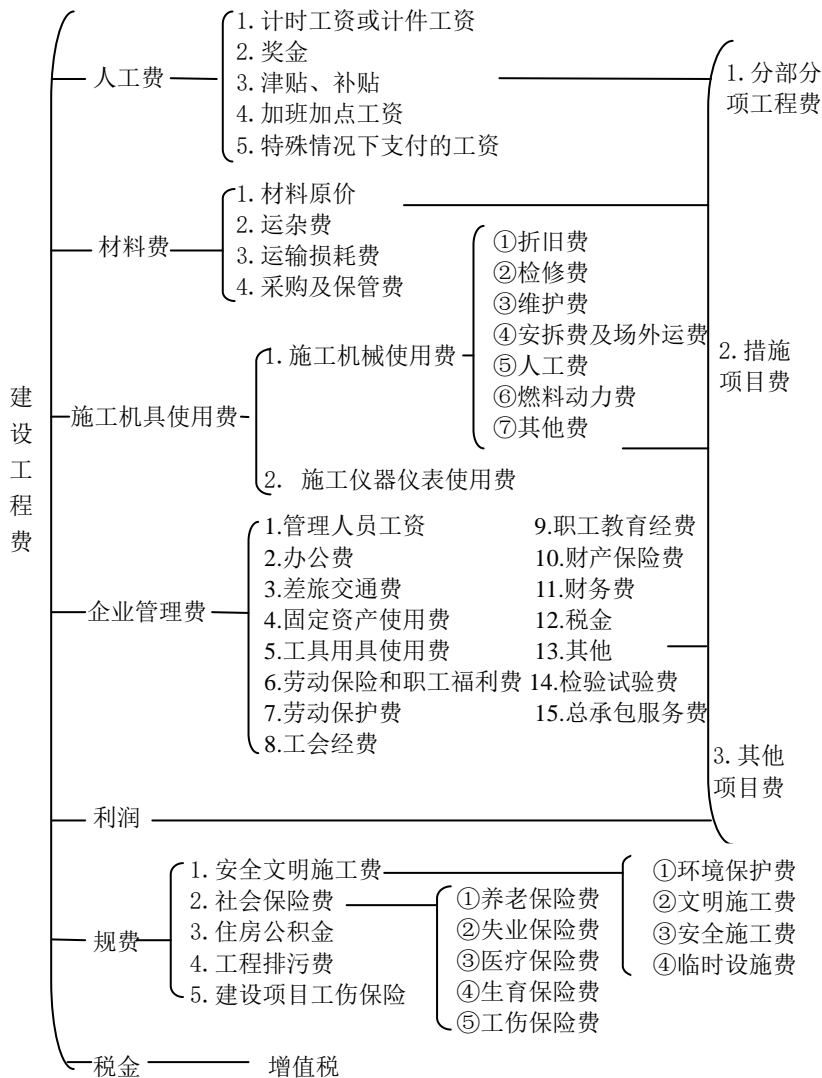 建设工程费
人工费
1. 计时工资或计件工资
2. 奖金
3. 津贴、补贴
4. 加班加点工资
5. 特殊情况下支付的工资
材料费
1. 材料原价
2. 运杂费
3. 运输损耗费
4. 采购及保管费
施工机具使用费
1. 施工机械使用费
①折旧费
②检修费
③维护费
④安拆费及场外运费
⑤人工费
⑥燃料动力费
⑦其他费
2. 施工仪器仪表使用费
企业管理费
1.管理人员工资
2.办公费
3.差旅交通费
4.固定资产使用费
5.工具用具使用费
6.劳动保险和职工福利费
7.劳动保护费
8.工会经费
9.职工教育经费
10.财产保险费
11.财务费
12.税金
13.其他
14.检验试验费
15.总承包服务费
利润
1. 分部分
项工程费
2. 措施
项目费
3. 其他
项目费
规费
1. 安全文明施工费
2. 社会保险费
3. 住房公积金
4. 工程排污费
5. 建设项目工伤保险
①养老保险费
②失业保险费
③医疗保险费
④生育保险费
⑤工伤保险费
①环境保护费
②文明施工费
③安全施工费
④临时设施费
税金
增值税